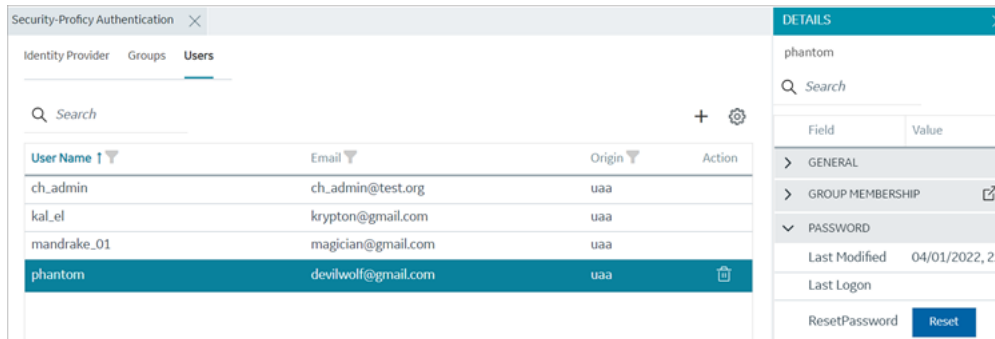 Security-Proficy Authentication
Identity Provider Groups Users
Search
User Name Email Origin Action
ch_admin ch_admin@test.org uaa
kal_el krypton@gmail.com uaa
mandrake_01 magician@gmail.com uaa
phantom devilwolf@gmail.com uaa
DETAILS
phantom
Search
Field Value
GENERAL
GROUP MEMBERSHIP
PASSWORD
Last Modified 04/01/2022, 2
Last Logon
ResetPassword Reset